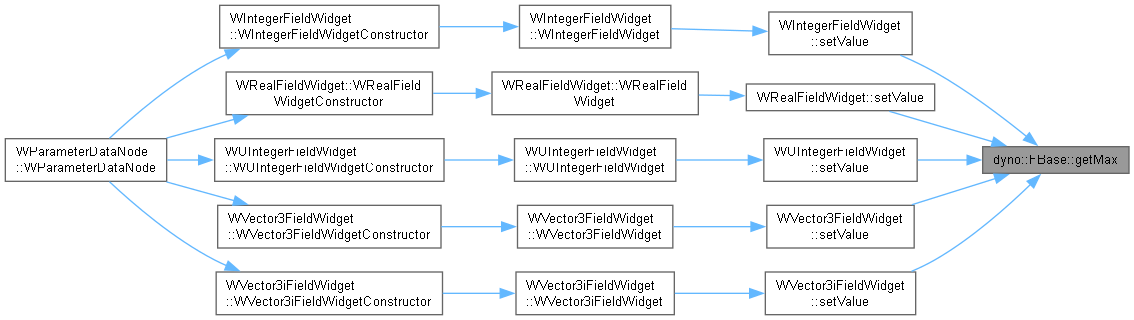 WParameterDataNode
::WParameterDataNode
WIntegerFieldWidget
::WIntegerFieldWidgetConstructor
WIntegerFieldWidget
::WIntegerFieldWidget
WIntegerFieldWidget
::setValue
WRealFieldWidget::WRealField
WidgetConstructor
WRealFieldWidget::WRealField
Widget
WRealFieldWidget::setValue
WUIntegerFieldWidget
::WUIntegerFieldWidgetConstructor
WUIntegerFieldWidget
::WUIntegerFieldWidget
WUIntegerFieldWidget
::setValue
WVector3FieldWidget
::WVector3FieldWidgetConstructor
WVector3FieldWidget
::WVector3FieldWidget
WVector3FieldWidget
::setValue
WVector3iFieldWidget
::WVector3iFieldWidgetConstructor
WVector3iFieldWidget
::WVector3iFieldWidget
WVector3iFieldWidget
::setValue
dyno::FBase::getMax